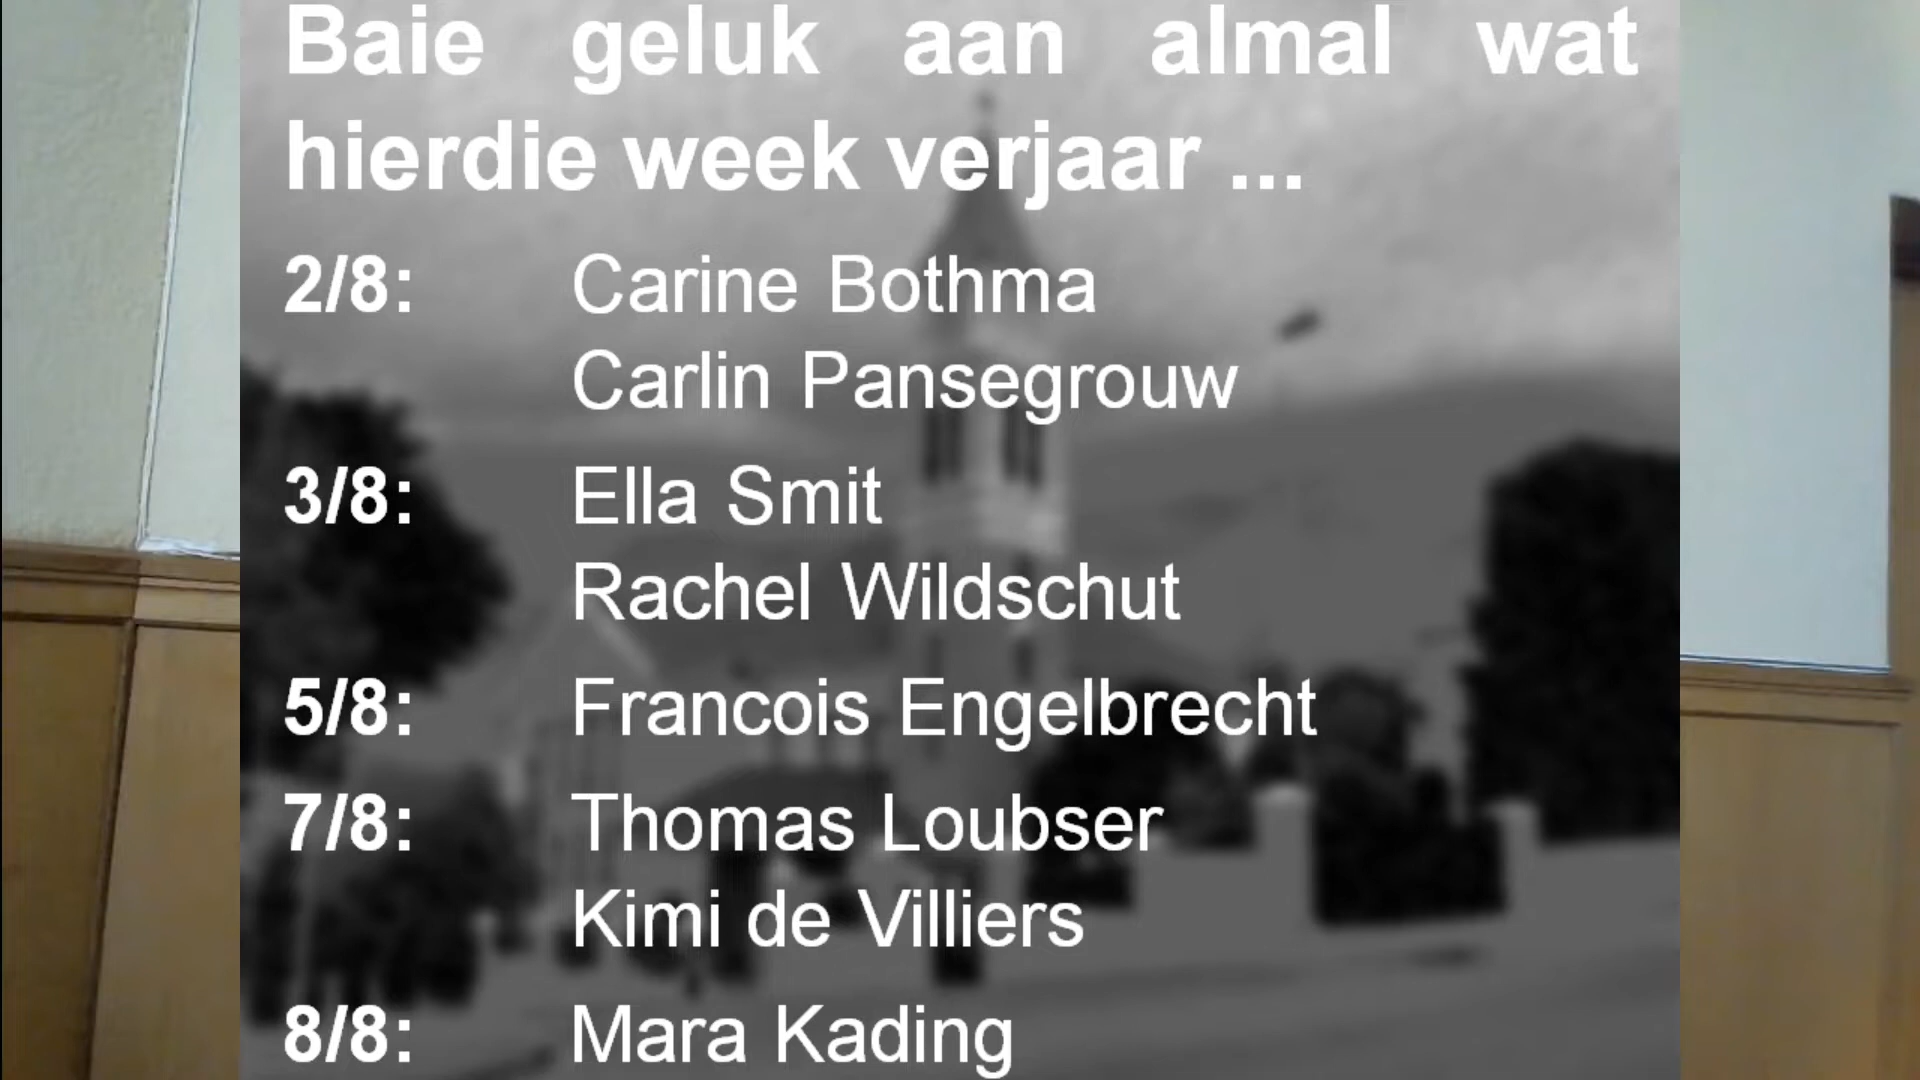 Baie geluk aan almal wat
hierdie week verjaar ...
2/8: Carine Bothma
Carlin Pansegrouw
3/8: Ella Smit
Rachel Wildschut
5/8: Francois Engelbrecht
7/8: Thomas Loubser
Kimi de Villiers
8/8: Mara Kading